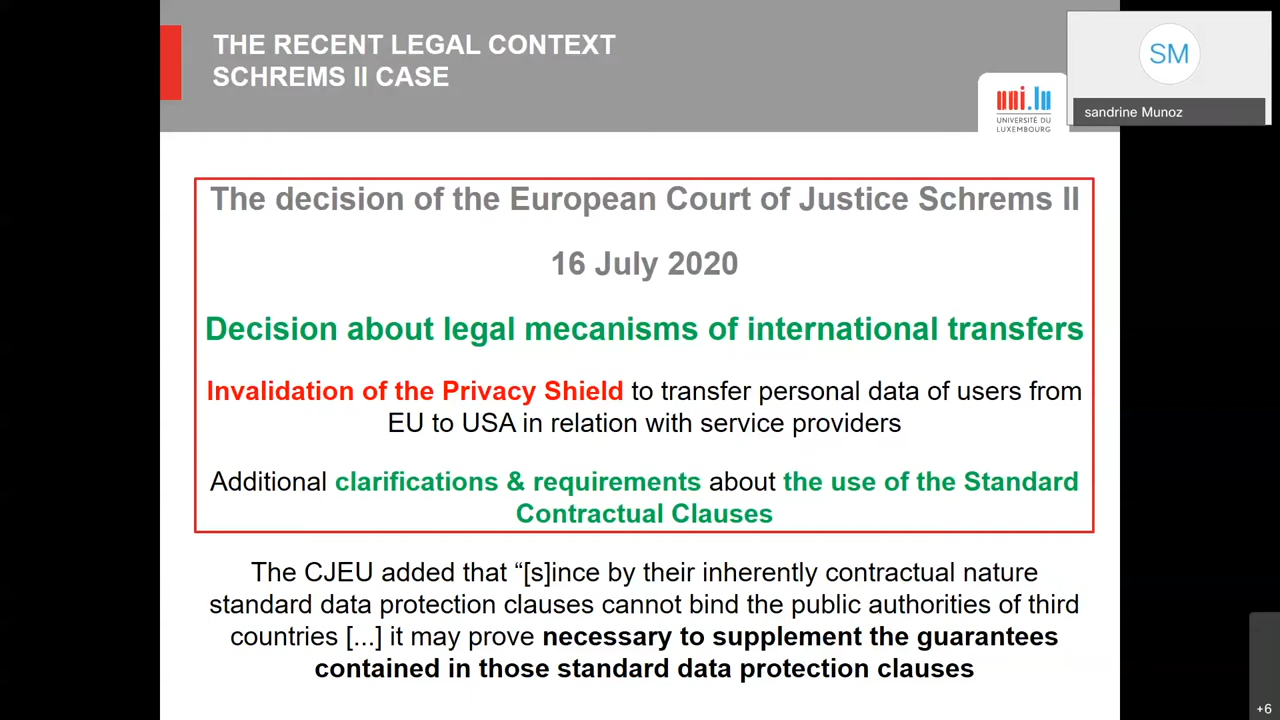 THE RECENT LEGAL CONTEXT
SCHREMS II CASE
SM
sandrine Munoz
uni.lu
UNIVERSITÉ DU
LUXEMBOURG
The decision of the European Court of Justice Schrems II
16 July 2020
Decision about legal mecanisms of international transfers
Invalidation of the Privacy Shield to transfer personal data of users from
EU to USA in relation with service providers
Additional clarifications & requirements about the use of the Standard
Contractual Clauses
The CJEU added that “[s]ince by their inherently contractual nature
standard data protection clauses cannot bind the public authorities of third
countries [...] it may prove necessary to supplement the guarantees
contained in those standard data protection clauses
+6